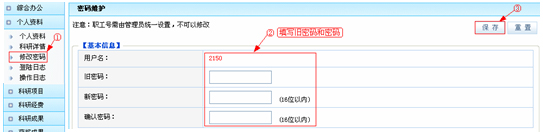 综合办公
个人资料
个人资料
科研详情
修改密码
登陆日志
操作日志
科研项目
科研经费
科研成果
①
密码维护
注意：职工号需由管理员统一设置，不可以修改
③
保 存
重 置
【基本信息】
② 填写旧密码和密码
用户名：
2150
旧密码：
新密码：
(16位以内)
确认密码：
(16位以内)